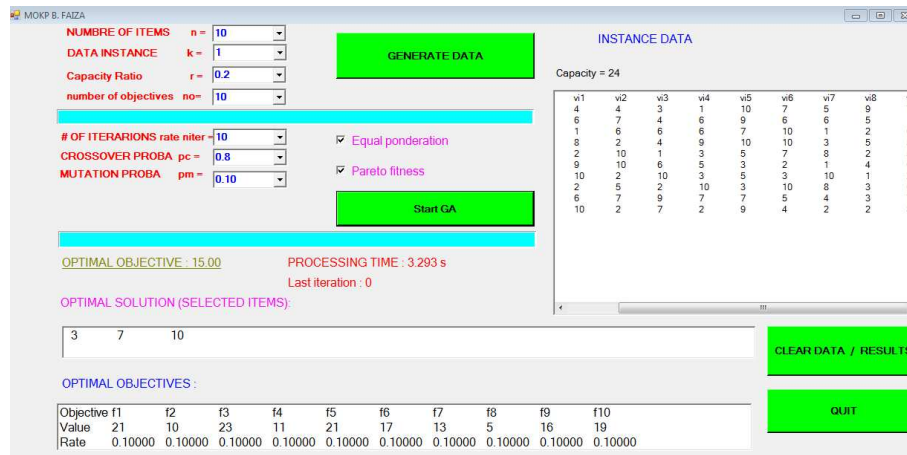 MOKP B. FAIZA
NUMBRE OF ITEMS n = 10
DATA INSTANCE k = 1
Capacity Ratio r = 0.2
number of objectives no= 10
GENERATE DATA
# OF ITERARIONS rate niter = 10
CROSSOVER PROBA pc = 0.8
MUTATION PROBA pm = 0.10
Equal ponderation
Pareto fitness
Start GA
INSTANCE DATA
Capacity = 24
vi1 vi2 vi3 vi4 vi5 vi6 vi7 vi8
4 4 3 1 10 7 5 9
6 7 4 6 9 6 6 5
1 6 6 6 7 10 1 2
8 2 4 9 10 10 3 5
2 10 1 3 5 7 8 2
9 10 6 5 3 2 1 4
10 2 10 3 5 3 10 1
2 5 2 10 3 10 8 3
6 7 9 7 7 5 4 3
10 2 7 2 9 4 2 2
OPTIMAL OBJECTIVE : 15.00
PROCESSING TIME : 3.293 s
Last iteration : 0
OPTIMAL SOLUTION (SELECTED ITEMS):
3 7 10
CLEAR DATA / RESULTS
OPTIMAL OBJECTIVES :
Objective f1 f2 f3 f4 f5 f6 f7 f8 f9 f10
Value 21 10 23 11 21 17 13 5 16 19
Rate 0.10000 0.10000 0.10000 0.10000 0.10000 0.10000 0.10000 0.10000 0.10000 0.10000
QUIT